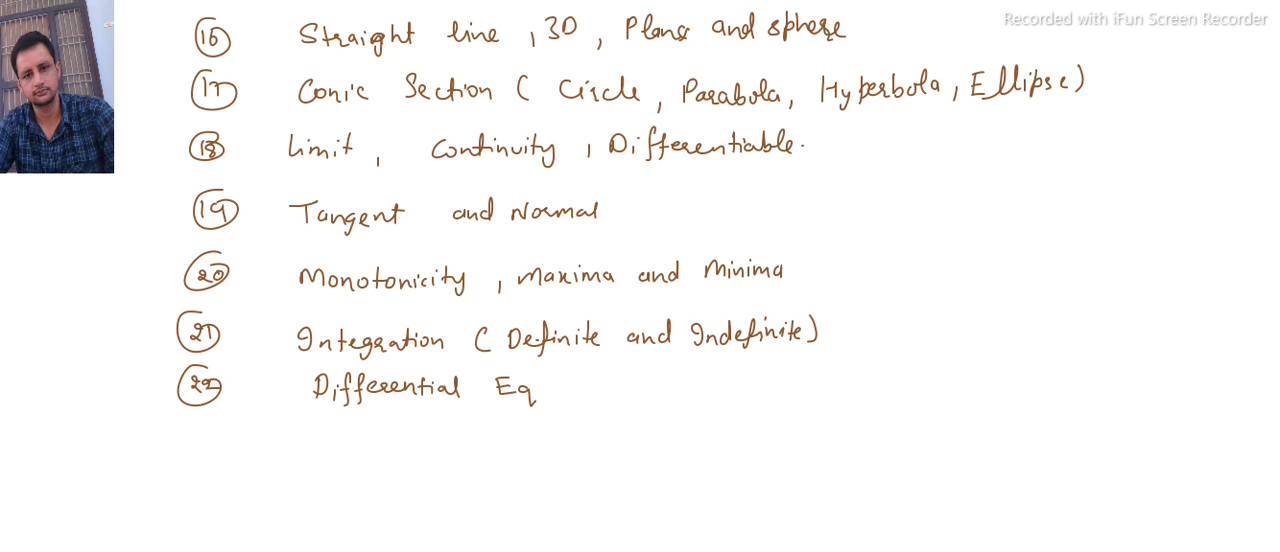 Recorded with iFun Screen Recorder
16 Straight line, 3D, Plane and sphere
17 Conic Section (Circle, Parabola, Hyperbola, Ellipse)
18 Limit, Continuity, Differentiable.
19 Tangent and Normal
20 Monotonicity, Maxima and Minima
21 Integration (Definite and Indefinite)
22 Differential Eq